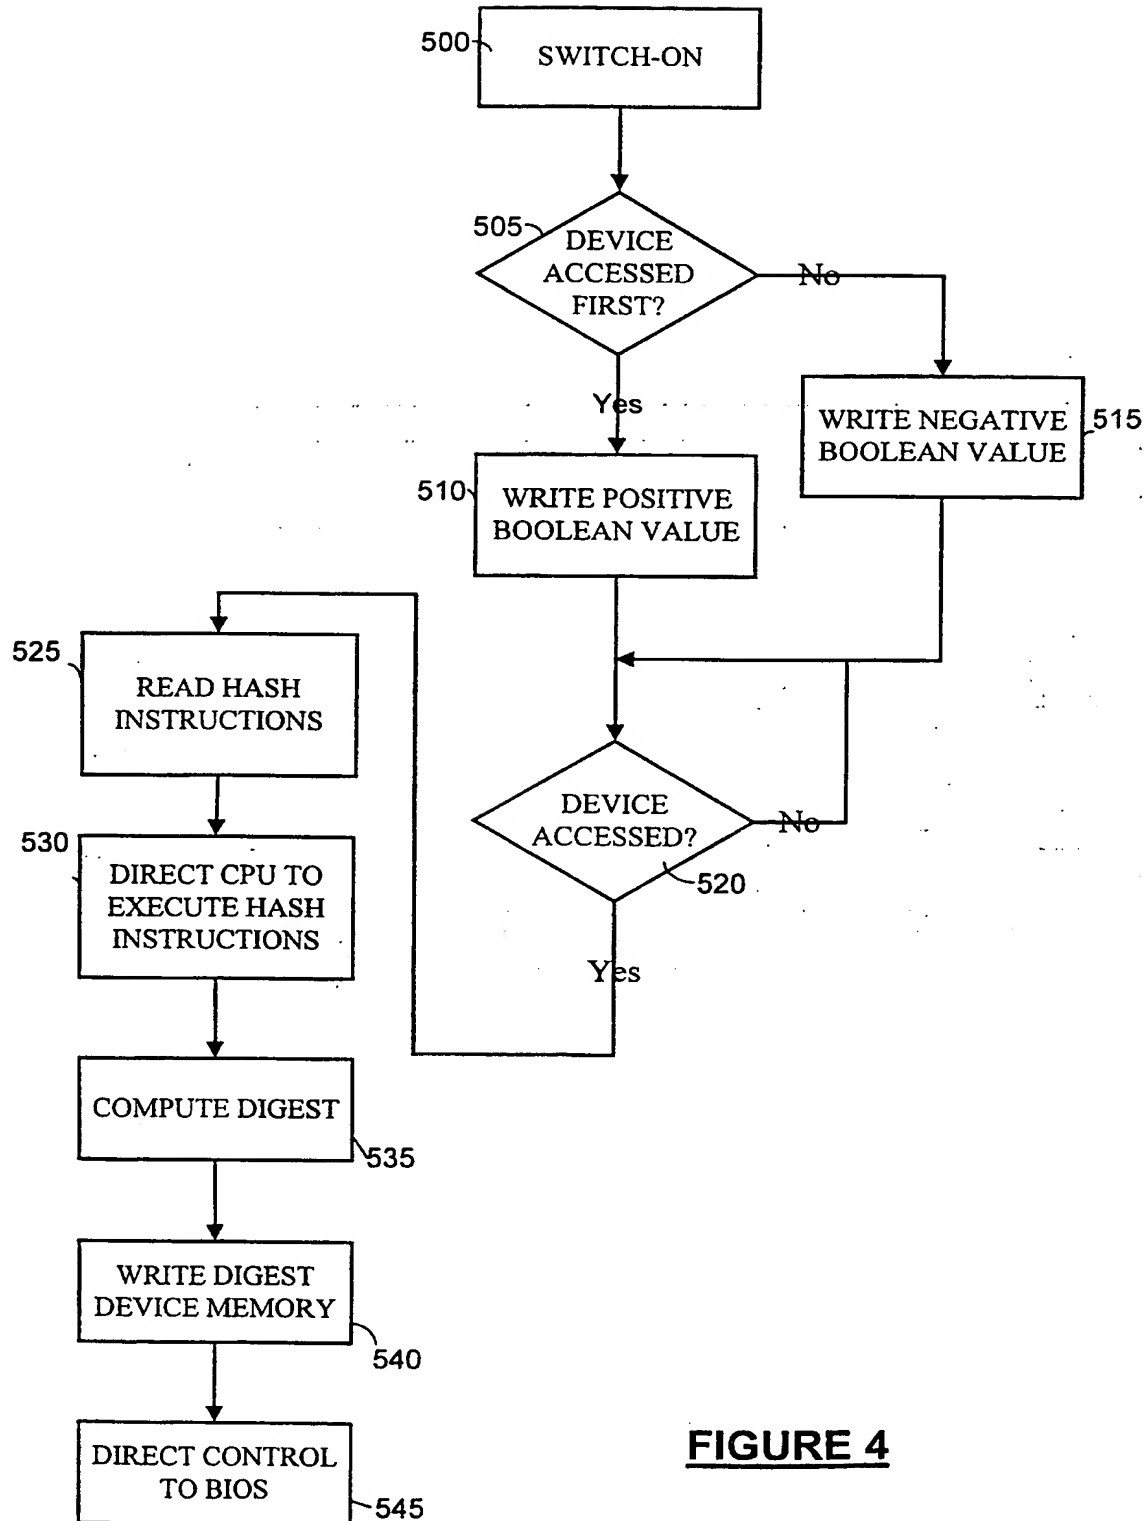 500
SWITCH-ON
505
DEVICE
ACCESSED
FIRST?
No
Yes
WRITE NEGATIVE
BOOLEAN VALUE
515
510
WRITE POSITIVE
BOOLEAN VALUE
525
READ HASH
INSTRUCTIONS
DEVICE
ACCESSED?
No
520
Yes
530
DIRECT CPU TO
EXECUTE HASH
INSTRUCTIONS
COMPUTE DIGEST
535
WRITE DIGEST
DEVICE MEMORY
540
DIRECT CONTROL
TO BIOS
545
FIGURE 4